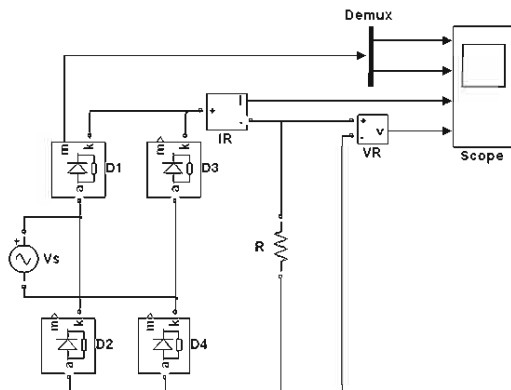 Demux
+
I
-
IR
+
-
v
VR
Scope
m
k
a
D1
m
k
a
D3
+
Vs
R
m
k
a
D2
m
k
a
D4